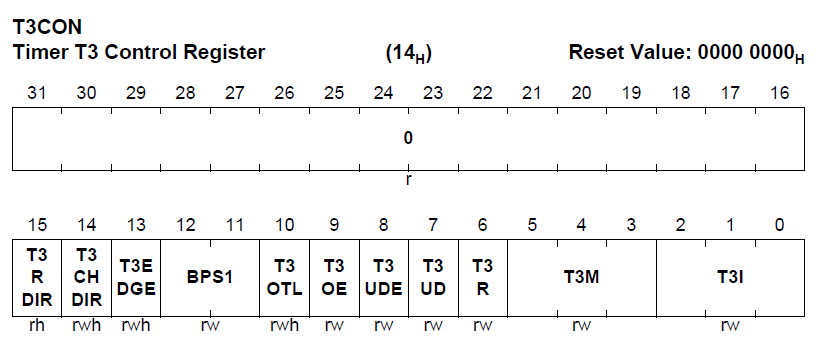 T3CON
Timer T3 Control Register (14H) Reset Value: 0000 0000H
31 30 29 28 27 26 25 24 23 22 21 20 19 18 17 16
0
r
15 14 13 12 11 10 9 8 7 6 5 4 3 2 1 0
T3 R DIR T3 CH DIR T3E DGE BPS1 T3 OTL T3 OE T3 UDE T3 UD T3 R T3M T3I
rh rwh rwh rw rwh rw rw rw rw rw rw